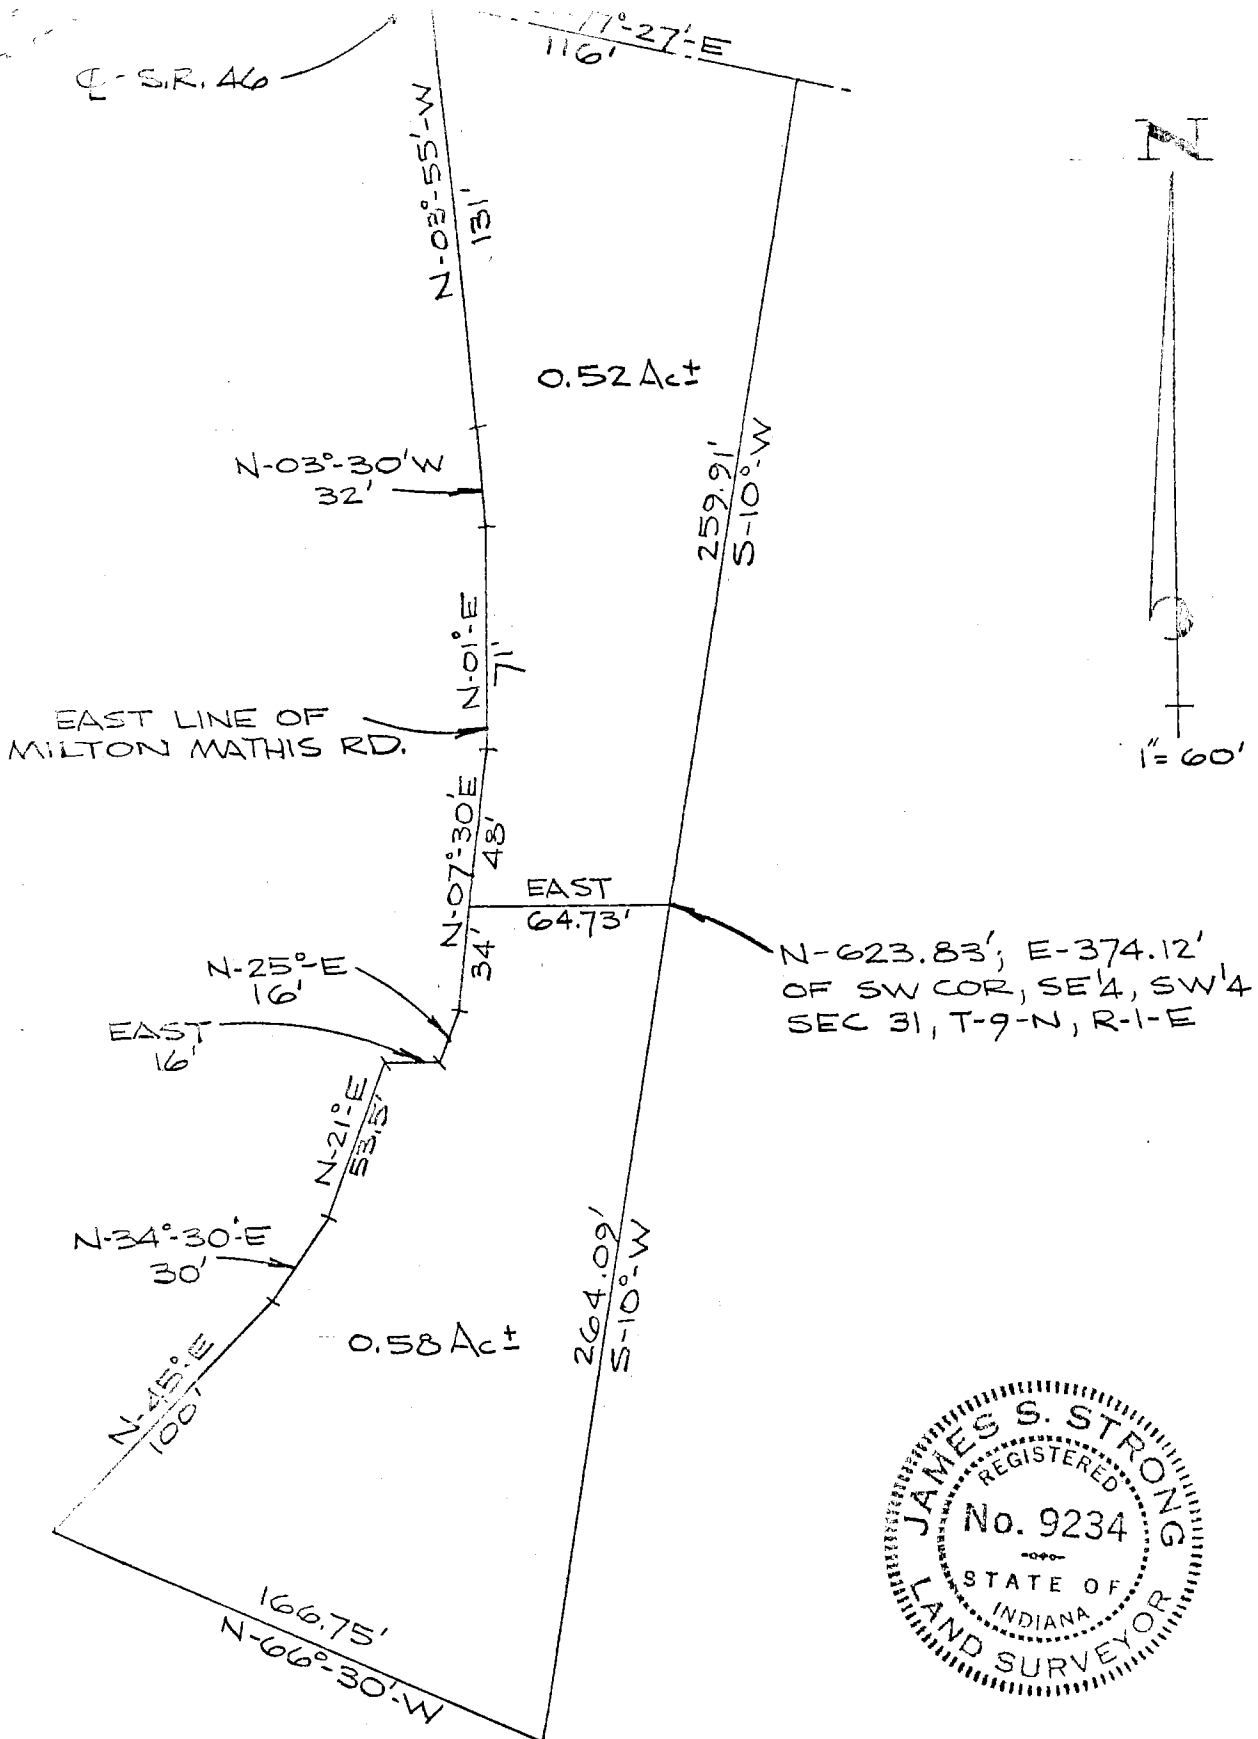 77°-27'-E
116'
℄ - S.R. 46
N
N-03°-55'-W
131'
0.52 Ac±
N-03°-30'W
32'
259.91'
S-10°-W
N-01°-E
71'
EAST LINE OF
MILTON MATHIS RD.
1"= 60'
N-07°-30'E
48'
EAST
64.73'
34'
N-623.83'; E-374.12'
OF SW COR, SE'4, SW'4
SEC 31, T-9-N, R-1-E
N-25°-E
16'
EAST
16'
N-21°-E
53.5'
N-34°-30'-E
30'
264.09'
S-10°-W
0.58 Ac±
N-45°-E
100'
166.75'
N-66°-30'-W
JAMES S. STRONG
REGISTERED
No. 9234
STATE OF
INDIANA
LAND SURVEYOR